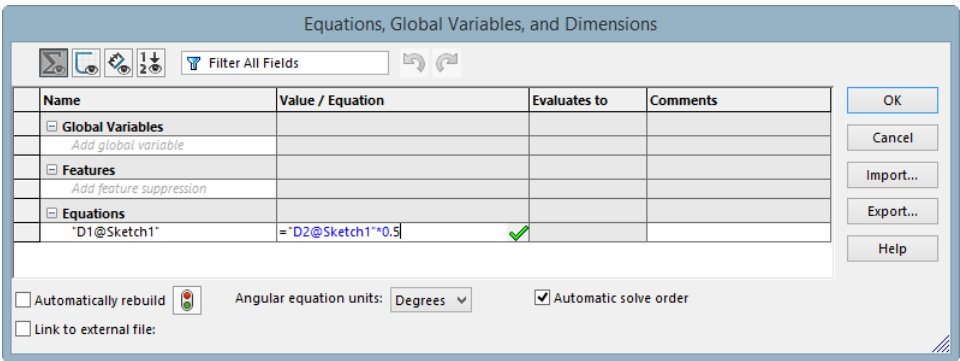 Equations, Global Variables, and Dimensions
Filter All Fields
Name Value / Equation Evaluates to Comments
Global Variables
Add global variable
Features
Add feature suppression
Equations
"D1@Sketch1" ="D2@Sketch1"*0.5
OK
Cancel
Import...
Export...
Help
Automatically rebuild Angular equation units: Degrees Automatic solve order
Link to external file: